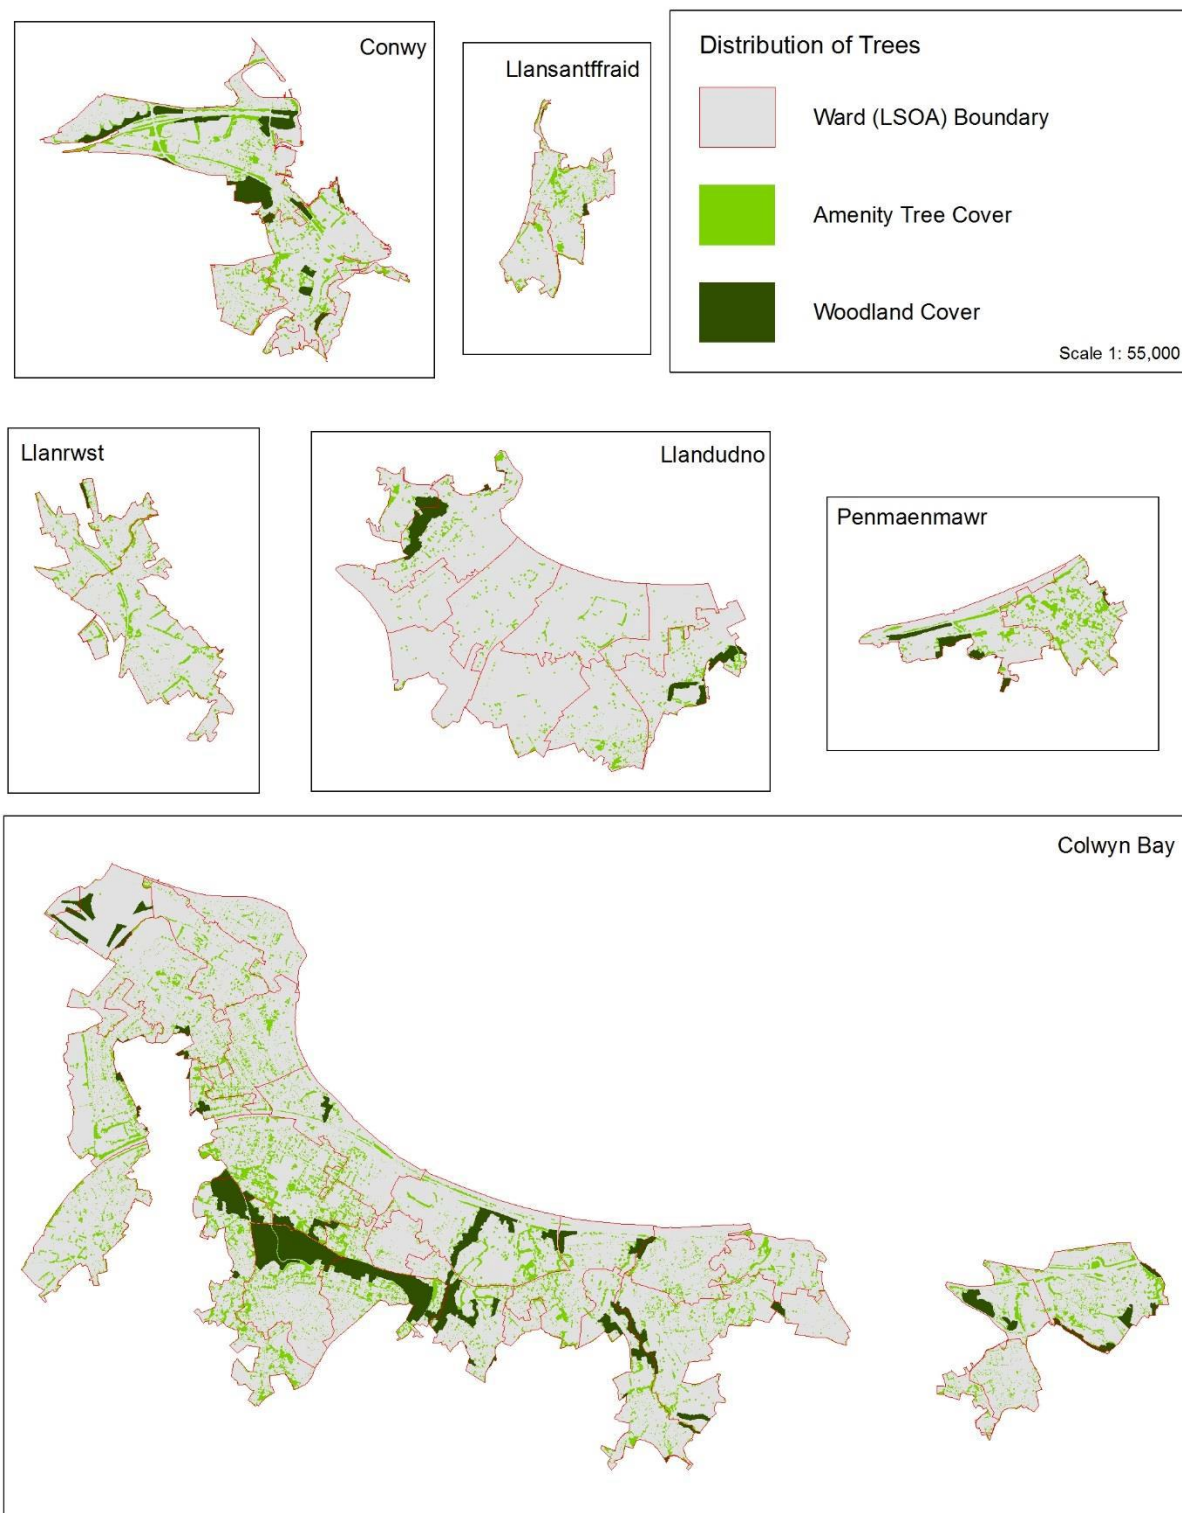 Conwy
Llansantffraid
Distribution of Trees
Ward (LSOA) Boundary
Amenity Tree Cover
Woodland Cover
Scale 1: 55,000
Llanrwst
Llandudno
Penmaenmawr
Colwyn Bay